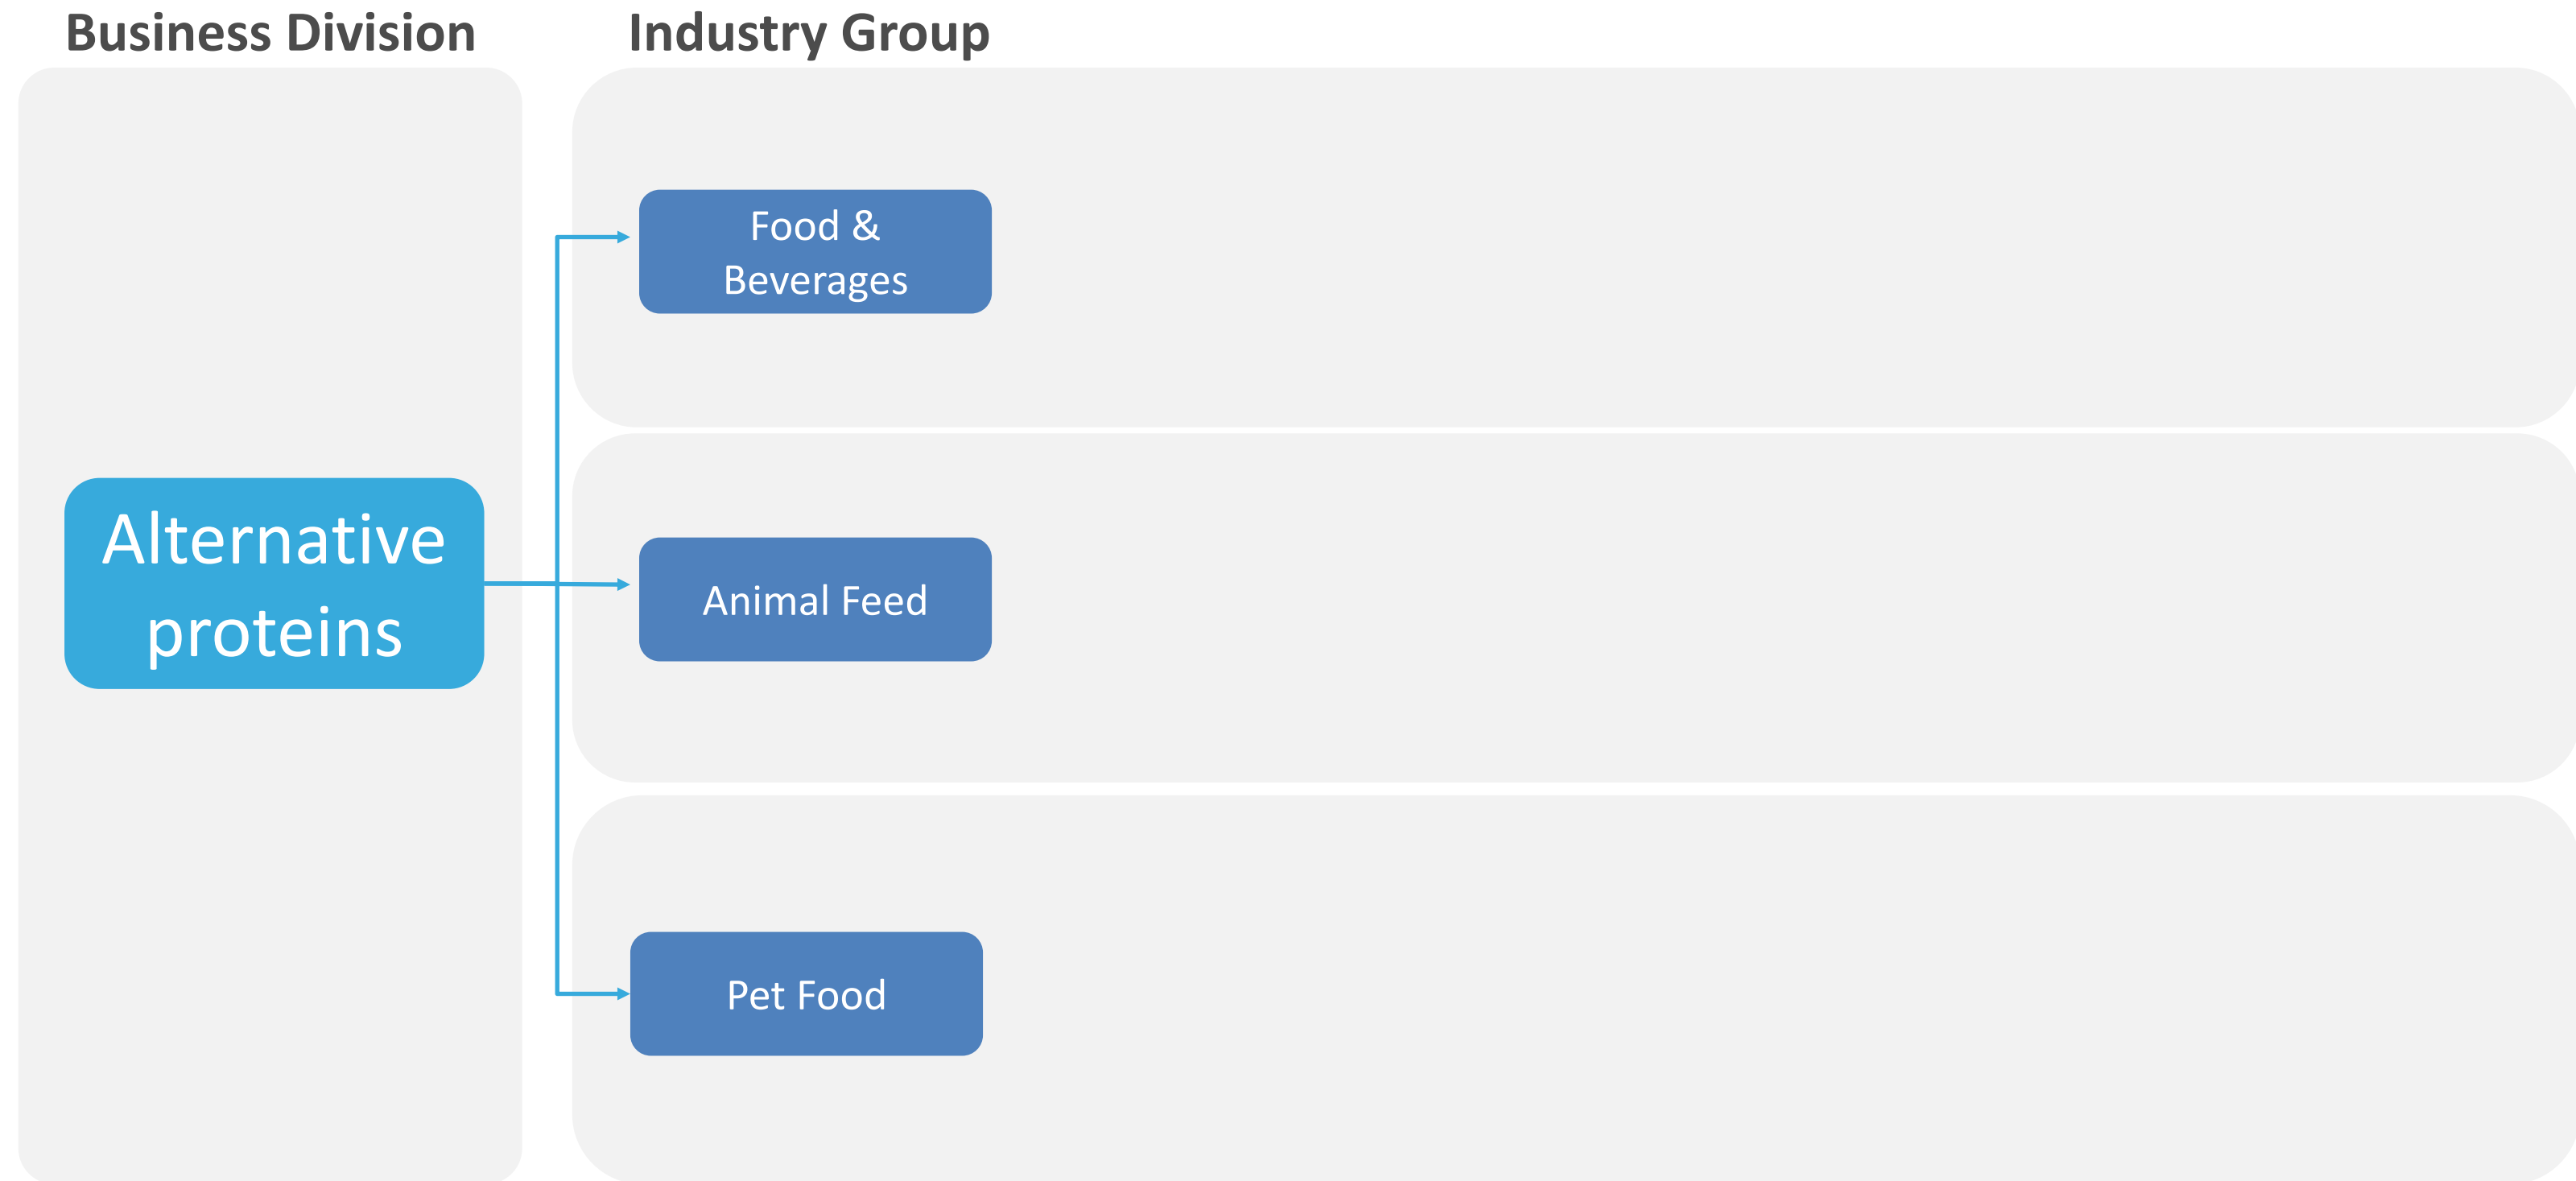 Business Division
Industry Group
Food &
Beverages
Alternative
proteins
Animal Feed
Pet Food